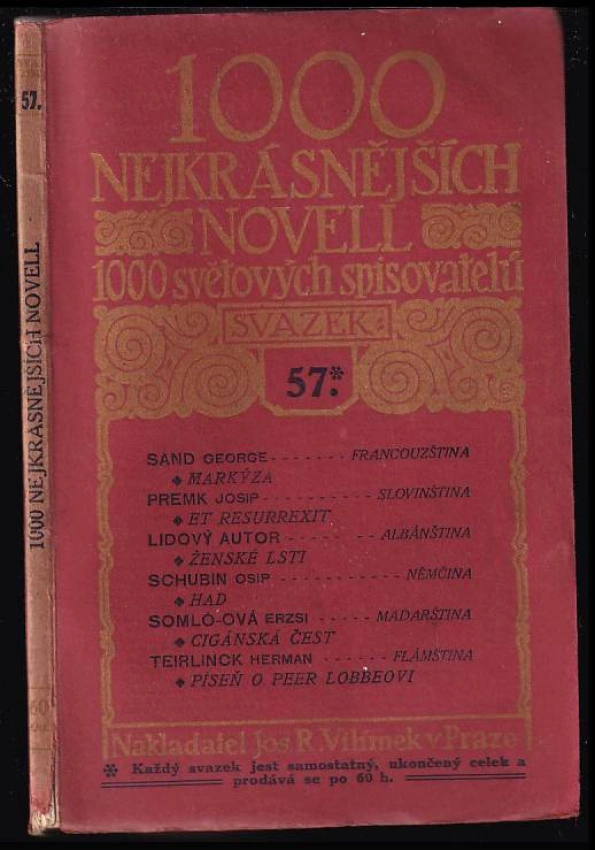 57.
1000 NEJKRÁSNĚJŠÍCH NOVELL
1000
NEJKRÁSNĚJŠÍCH
NOVELL
1000 světových spisovatelů
SVAZEK:
57.*
SAND GEORGE - - - - - - - FRANCOUZŠTINA
◆ MARKÝZA
PREMK JOSIP - - - - - - - - - - SLOVINŠTINA
◆ ET RESURREXIT
LIDOVÝ AUTOR - - - - - - - - ALBÁNŠTINA
◆ ŽENSKÉ LSTI
SCHUBIN OSIP - - - - - - - - - - - NĚMČINA
◆ HAD
SOMLÓ-OVÁ ERZSI - - - - - MAĎARŠTINA
◆ CIGÁNSKÁ ČEST
TEIRLINCK HERMAN - - - - - - FLÁMŠTINA
◆ PÍSEŇ O PEER LOBBEOVI
Nakladatel Jos. R. Vilímek v Praze
* Každý svazek jest samostatný, ukončený celek a
prodává se po 60 h.
60